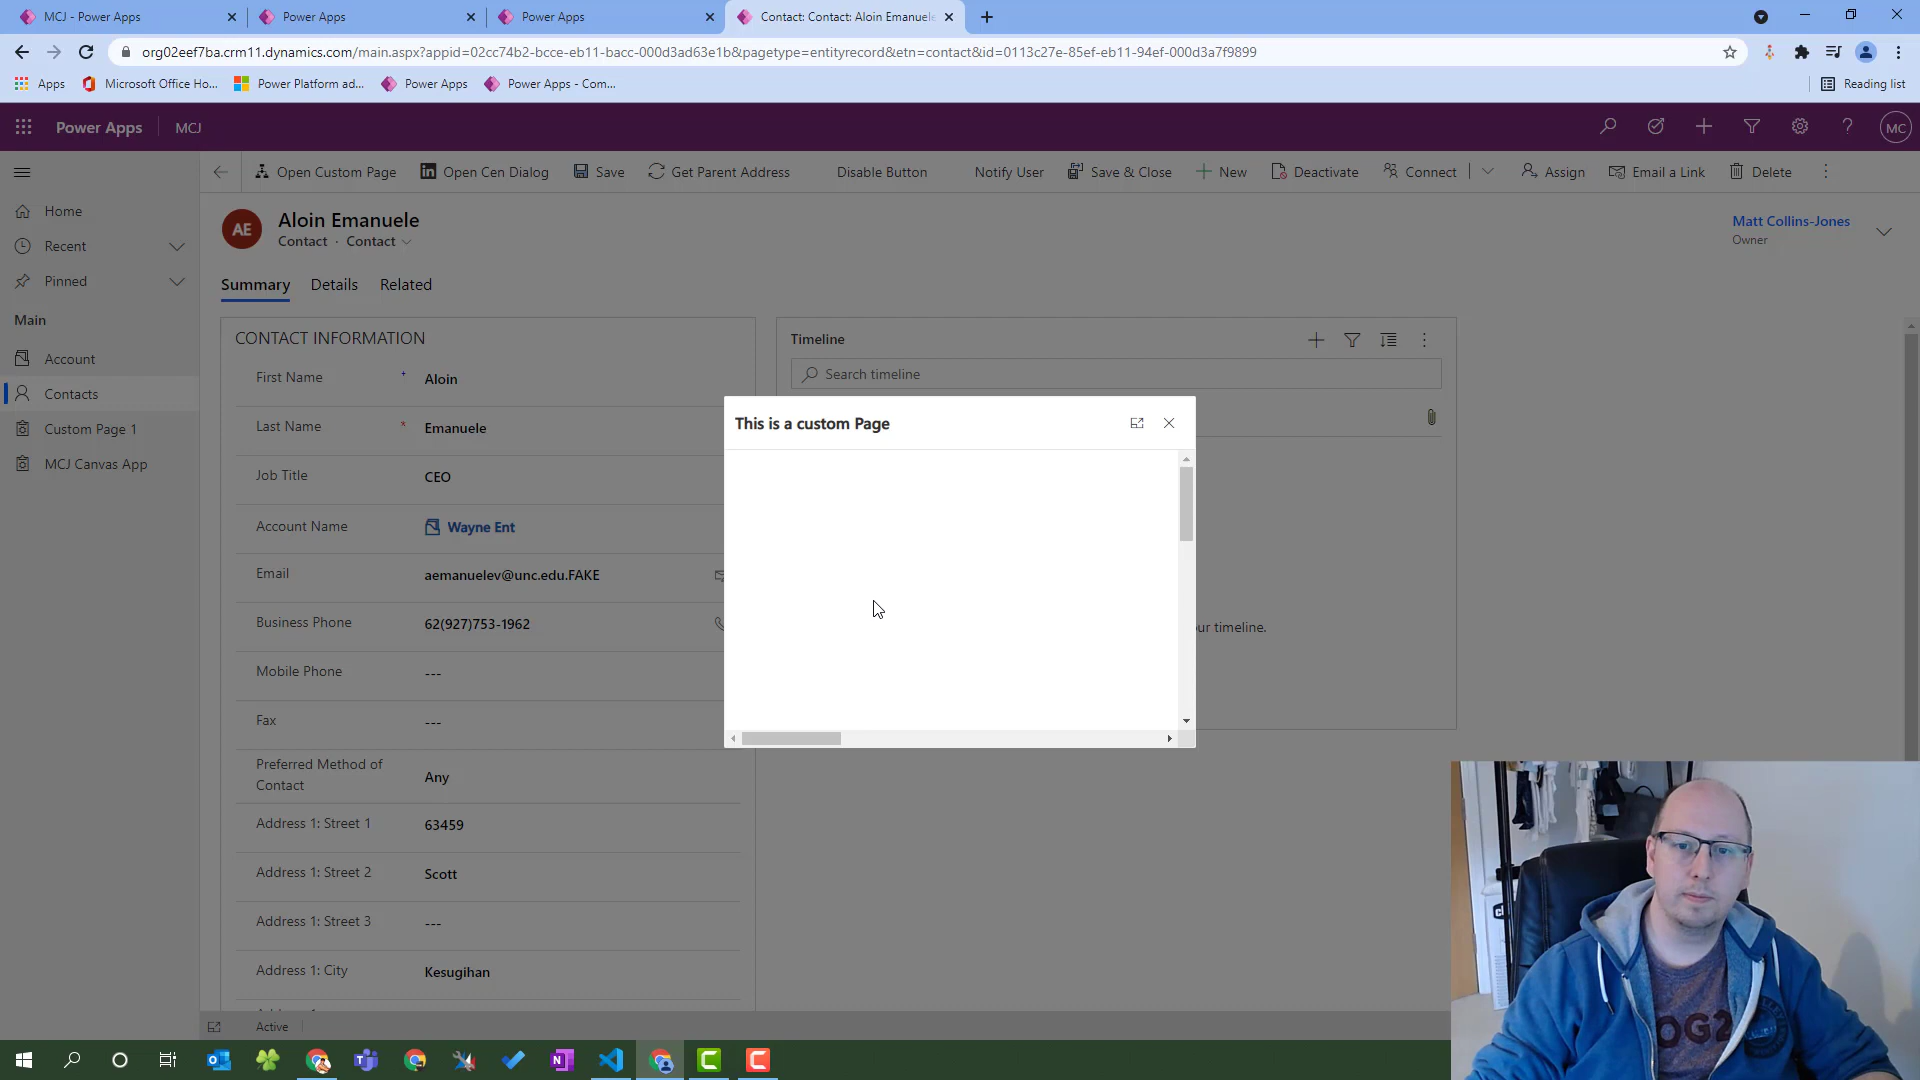 MCJ - Power Apps
Power Apps
Power Apps
Contact: Contact: Aloin Emanuele
org02eef7ba.crm11.dynamics.com/main.aspx?appid=02cc74b2-bcce-eb11-bacc-000d3ad63e1b&pagetype=entityrecord&etn=contact&id=0113c27e-85ef-eb11-94ef-000d3a7f9899
Apps
Microsoft Office Ho...
Power Platform ad...
Power Apps
Power Apps - Com...
Reading list
Power Apps
MCJ
MC
Open Custom Page
Open Cen Dialog
Save
Get Parent Address
Disable Button
Notify User
Save & Close
New
Deactivate
Connect
Assign
Email a Link
Delete
Home
Recent
Pinned
Main
Account
Contacts
Custom Page 1
MCJ Canvas App
AE
Aloin Emanuele
Contact · Contact
Matt Collins-Jones
Owner
Summary
Details
Related
CONTACT INFORMATION
First Name + Aloin
Last Name * Emanuele
Job Title CEO
Account Name Wayne Ent
Email aemanuelev@unc.edu.FAKE
Business Phone 62(927)753-1962
Mobile Phone ---
Fax ---
Preferred Method of
Contact Any
Address 1: Street 1 63459
Address 1: Street 2 Scott
Address 1: Street 3 ---
Address 1: City Kesugihan
Timeline
Search timeline
ur timeline.
This is a custom Page
Active